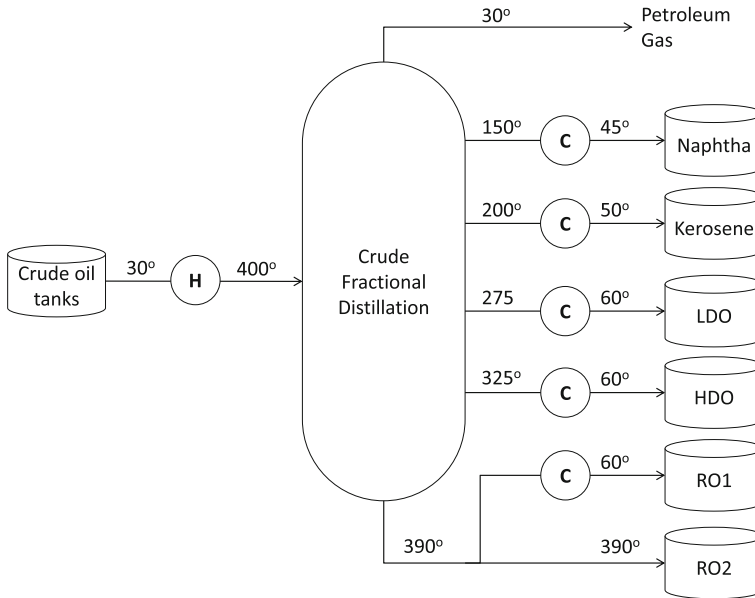 30°
Petroleum
Gas
150°
C
45°
Naphtha
200°
C
50°
Kerosene
Crude oil
tanks
30°
H
400°
Crude
Fractional
Distillation
275
C
60°
LDO
325°
C
60°
HDO
C
60°
RO1
390°
390°
RO2